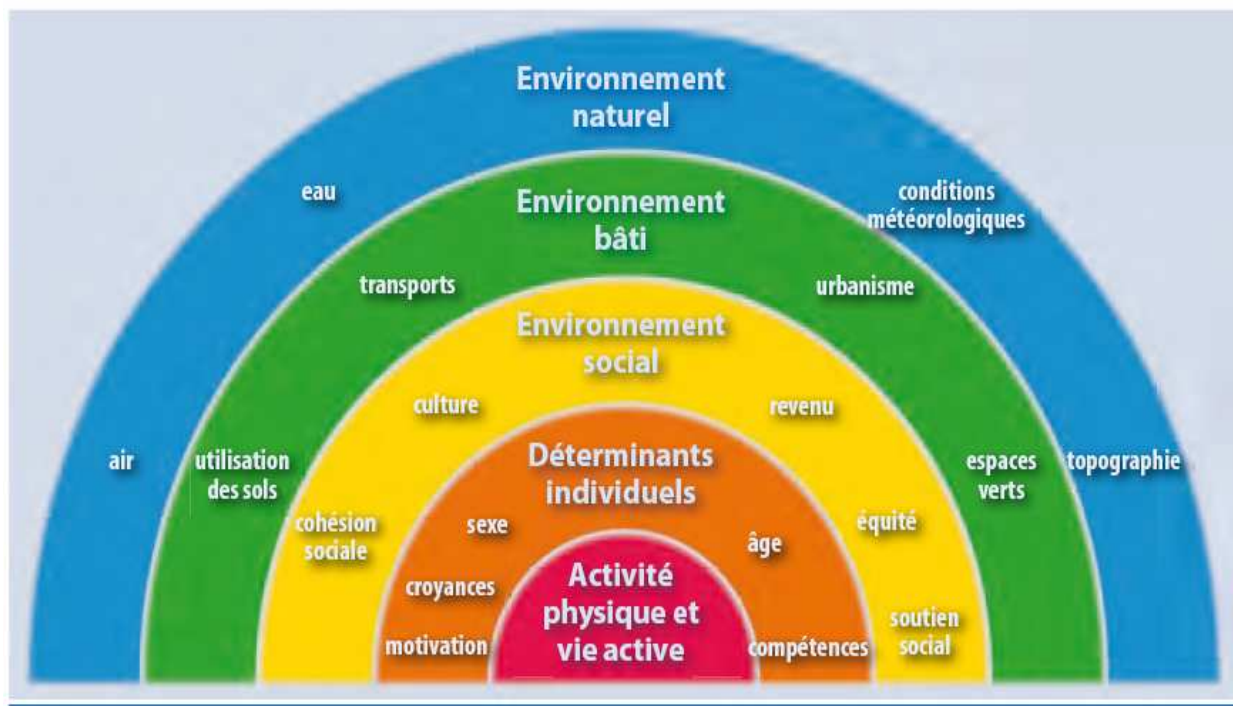 Environnement
naturel
eau
conditions
météorologiques
air
topographie
Environnement
bâti
transports
urbanisme
utilisation
des sols
espaces
verts
Environnement
social
culture
revenu
cohésion
sociale
équité
soutien
social
Déterminants
individuels
sexe
âge
croyances
motivation
compétences
Activité
physique et
vie active